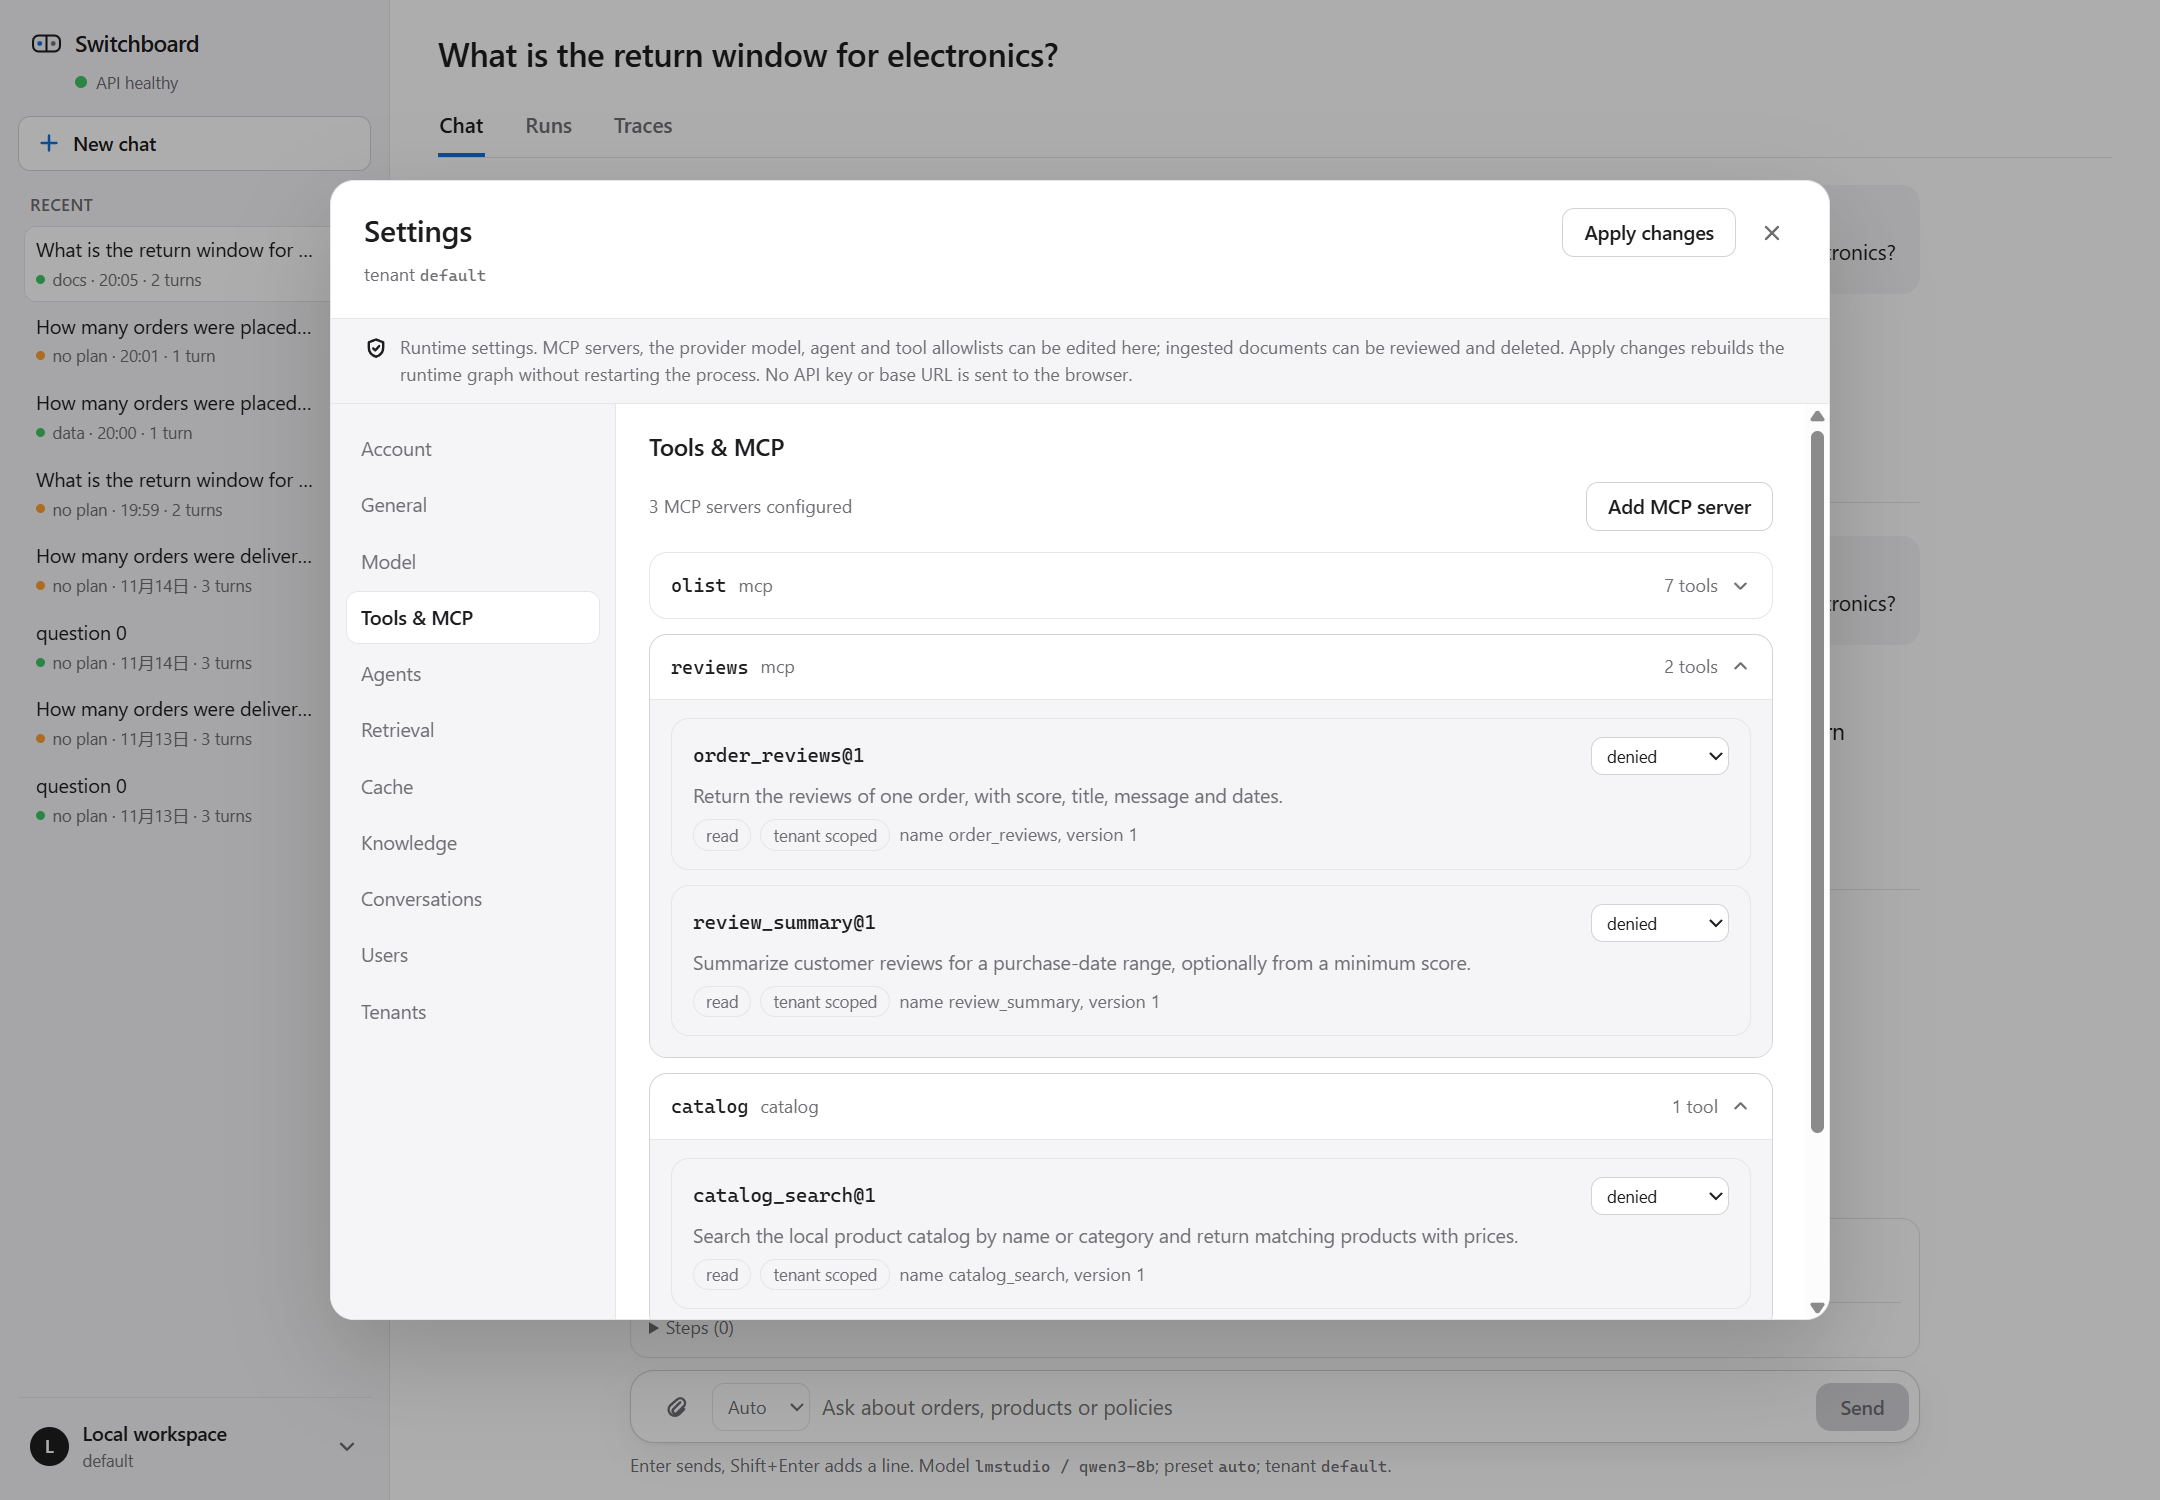 Switchboard
API healthy
New chat
RECENT
What is the return window for ...
docs · 20:05 · 2 turns
How many orders were placed...
no plan · 20:01 · 1 turn
How many orders were placed...
data · 20:00 · 1 turn
What is the return window for ...
no plan · 19:59 · 2 turns
How many orders were deliver...
no plan · 11月14日 · 3 turns
question 0
no plan · 11月14日 · 3 turns
How many orders were deliver...
no plan · 11月13日 · 3 turns
question 0
no plan · 11月13日 · 3 turns
L
Local workspace
default
What is the return window for electronics?
Chat
Runs
Traces
Settings
tenant default
Apply changes
Runtime settings. MCP servers, the provider model, agent and tool allowlists can be edited here; ingested documents can be reviewed and deleted. Apply changes rebuilds the
runtime graph without restarting the process. No API key or base URL is sent to the browser.
Account
General
Model
Tools & MCP
Agents
Retrieval
Cache
Knowledge
Conversations
Users
Tenants
Tools & MCP
3 MCP servers configured
Add MCP server
olist mcp
7 tools
reviews mcp
2 tools
order_reviews@1
denied
Return the reviews of one order, with score, title, message and dates.
read tenant scoped name order_reviews, version 1
review_summary@1
denied
Summarize customer reviews for a purchase-date range, optionally from a minimum score.
read tenant scoped name review_summary, version 1
catalog catalog
1 tool
catalog_search@1
denied
Search the local product catalog by name or category and return matching products with prices.
read tenant scoped name catalog_search, version 1
Steps (0)
Auto
Ask about orders, products or policies
Send
Enter sends, Shift+Enter adds a line. Model lmstudio / qwen3-8b; preset auto; tenant default.